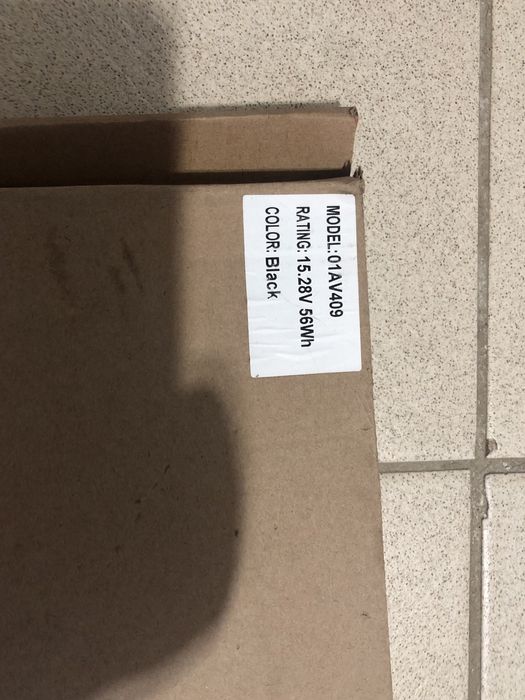 MODEL:01AV409
RATING: 15.28V 56Wh
COLOR: Black